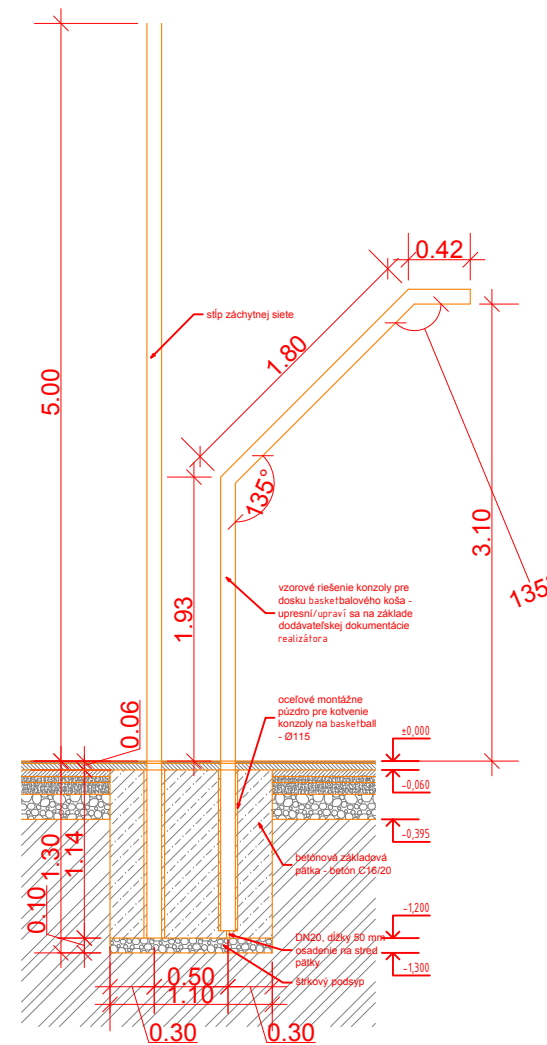 0.42
stĺp záchytnej siete
5.00
1.80
135°
3.10
135°
vzorové riešenie konzoly pre
dosku basketbalového koša -
upresní/upraví sa na základe
dodávateľskej dokumentácie
realizátora
1.93
oceľové montážne
púzdro pre kotvenie
konzoly na basketball
- Ø115
0.06
±0,000
-0,060
-0,395
1.30
1.14
betónová základová
pätka - betón C16/20
0.10
-1,200
DN20, dĺžky 50 mm
osadenie na stred
pätky
štrkový podsyp
-1,300
0.50
1.10
0.30
0.30